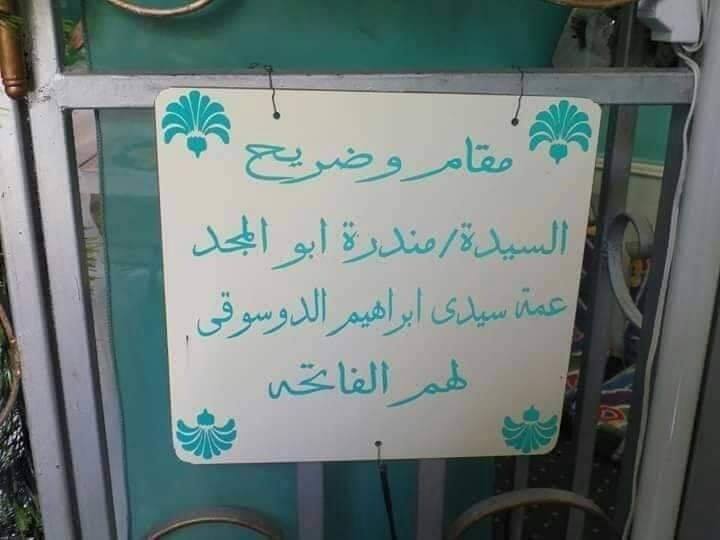 مقام وضريح
السيدة/مندرة ابو المجد
عمة سيدى ابراهيم الدوسوقى
لهم الفاتحه